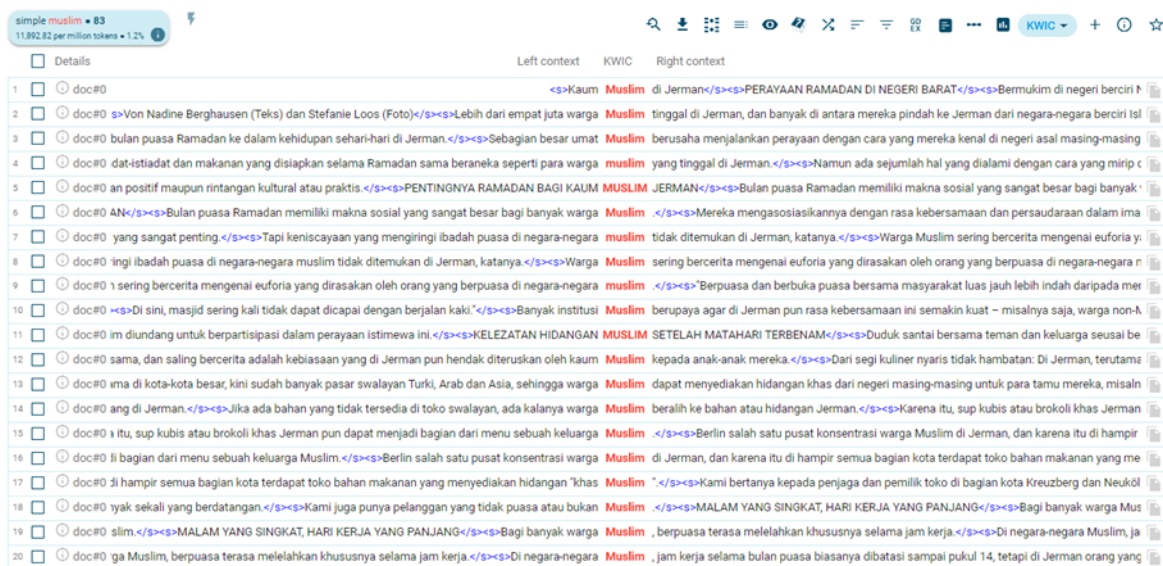 simple muslim • 83
11,892.82 per million tokens • 1.2%
GD EX KWIC
Details Left context KWIC Right context
1 doc#0 <s>Kaum Muslim di Jerman</s><s>PERAYAAN RAMADAN DI NEGERI BARAT</s><s>Bermukim di negeri berciri
2 doc#0 s>Von Nadine Berghausen (Teks) dan Stefanie Loos (Foto)</s><s>Lebih dari empat juta warga Muslim tinggal di Jerman, dan banyak di antara mereka pindah ke Jerman dari negara-negara berciri Isl
3 doc#0 bulan puasa Ramadan ke dalam kehidupan sehari-hari di Jerman.</s><s>Sebagian besar umat Muslim berusaha menjalankan perayaan dengan cara yang mereka kenal di negeri asal masing-masing
4 doc#0 dat-istiadat dan makanan yang disiapkan selama Ramadan sama beraneka seperti para warga muslim yang tinggal di Jerman.</s><s>Namun ada sejumlah hal yang dialami dengan cara yang mirip
5 doc#0 an positif maupun rintangan kultural atau praktis.</s><s>PENTINGNYA RAMADAN BAGI KAUM MUSLIM JERMAN</s><s>Bulan puasa Ramadan memiliki makna sosial yang sangat besar bagi banyak
6 doc#0 AN</s><s>Bulan puasa Ramadan memiliki makna sosial yang sangat besar bagi banyak warga Muslim .</s><s>Mereka mengasosiasikannya dengan rasa kebersamaan dan persaudaraan dalam ima
7 doc#0 yang sangat penting.</s><s>Tapi keniscayaan yang mengiringi ibadah puasa di negara-negara muslim tidak ditemukan di Jerman, katanya.</s><s>Warga Muslim sering bercerita mengenai euforia
8 doc#0 ingi ibadah puasa di negara-negara muslim tidak ditemukan di Jerman, katanya.</s><s>Warga Muslim sering bercerita mengenai euforia yang dirasakan oleh orang yang berpuasa di negara-negara
9 doc#0 sering bercerita mengenai euforia yang dirasakan oleh orang yang berpuasa di negara-negara muslim .</s><s>"Berpuasa dan berbuka puasa bersama masyarakat luas jauh lebih indah daripada mer
10 doc#0 ><s>Di sini, masjid sering kali tidak dapat dicapai dengan berjalan kaki."</s><s>Banyak institusi Muslim berupaya agar di Jerman pun rasa kebersamaan ini semakin kuat – misalnya saja, warga non-M
11 doc#0 im diundang untuk berpartisipasi dalam perayaan istimewa ini.</s><s>KELEZATAN HIDANGAN MUSLIM SETELAH MATAHARI TERBENAM</s><s>Duduk santai bersama teman dan keluarga seusai be
12 doc#0 sama, dan saling bercerita adalah kebiasaan yang di Jerman pun hendak diteruskan oleh kaum Muslim kepada anak-anak mereka.</s><s>Dari segi kuliner nyaris tidak hambatan: Di Jerman, terutama
13 doc#0 ma di kota-kota besar, kini sudah banyak pasar swalayan Turki, Arab dan Asia, sehingga warga Muslim dapat menyediakan hidangan khas dari negeri masing-masing untuk para tamu mereka, misaln
14 doc#0 ang di Jerman.</s><s>Jika ada bahan yang tidak tersedia di toko swalayan, ada kalanya warga Muslim beralih ke bahan atau hidangan Jerman.</s><s>Karena itu, sup kubis atau brokoli khas Jerman
15 doc#0 a itu, sup kubis atau brokoli khas Jerman pun dapat menjadi bagian dari menu sebuah keluarga Muslim .</s><s>Berlin salah satu pusat konsentrasi warga Muslim di Jerman, dan karena itu di hampir
16 doc#0 di bagian dari menu sebuah keluarga Muslim.</s><s>Berlin salah satu pusat konsentrasi warga Muslim di Jerman, dan karena itu di hampir semua bagian kota terdapat toko bahan makanan yang me
17 doc#0 di hampir semua bagian kota terdapat toko bahan makanan yang menyediakan hidangan "khas Muslim ".</s><s>Kami bertanya kepada penjaga dan pemilik toko di bagian kota Kreuzberg dan Neuköl
18 doc#0 nyak sekali yang berdatangan.</s><s>Kami juga punya pelanggan yang tidak puasa atau bukan Muslim .</s><s>MALAM YANG SINGKAT, HARI KERJA YANG PANJANG</s><s>Bagi banyak warga Mus
19 doc#0 slim.</s><s>MALAM YANG SINGKAT, HARI KERJA YANG PANJANG</s><s>Bagi banyak warga Muslim , berpuasa terasa melelahkan khususnya selama jam kerja.</s><s>Di negara-negara Muslim, ja
20 doc#0 ga Muslim, berpuasa terasa melelahkan khususnya selama jam kerja.</s><s>Di negara-negara Muslim , jam kerja selama bulan puasa biasanya dibatasi sampai pukul 14, tetapi di Jerman orang yang